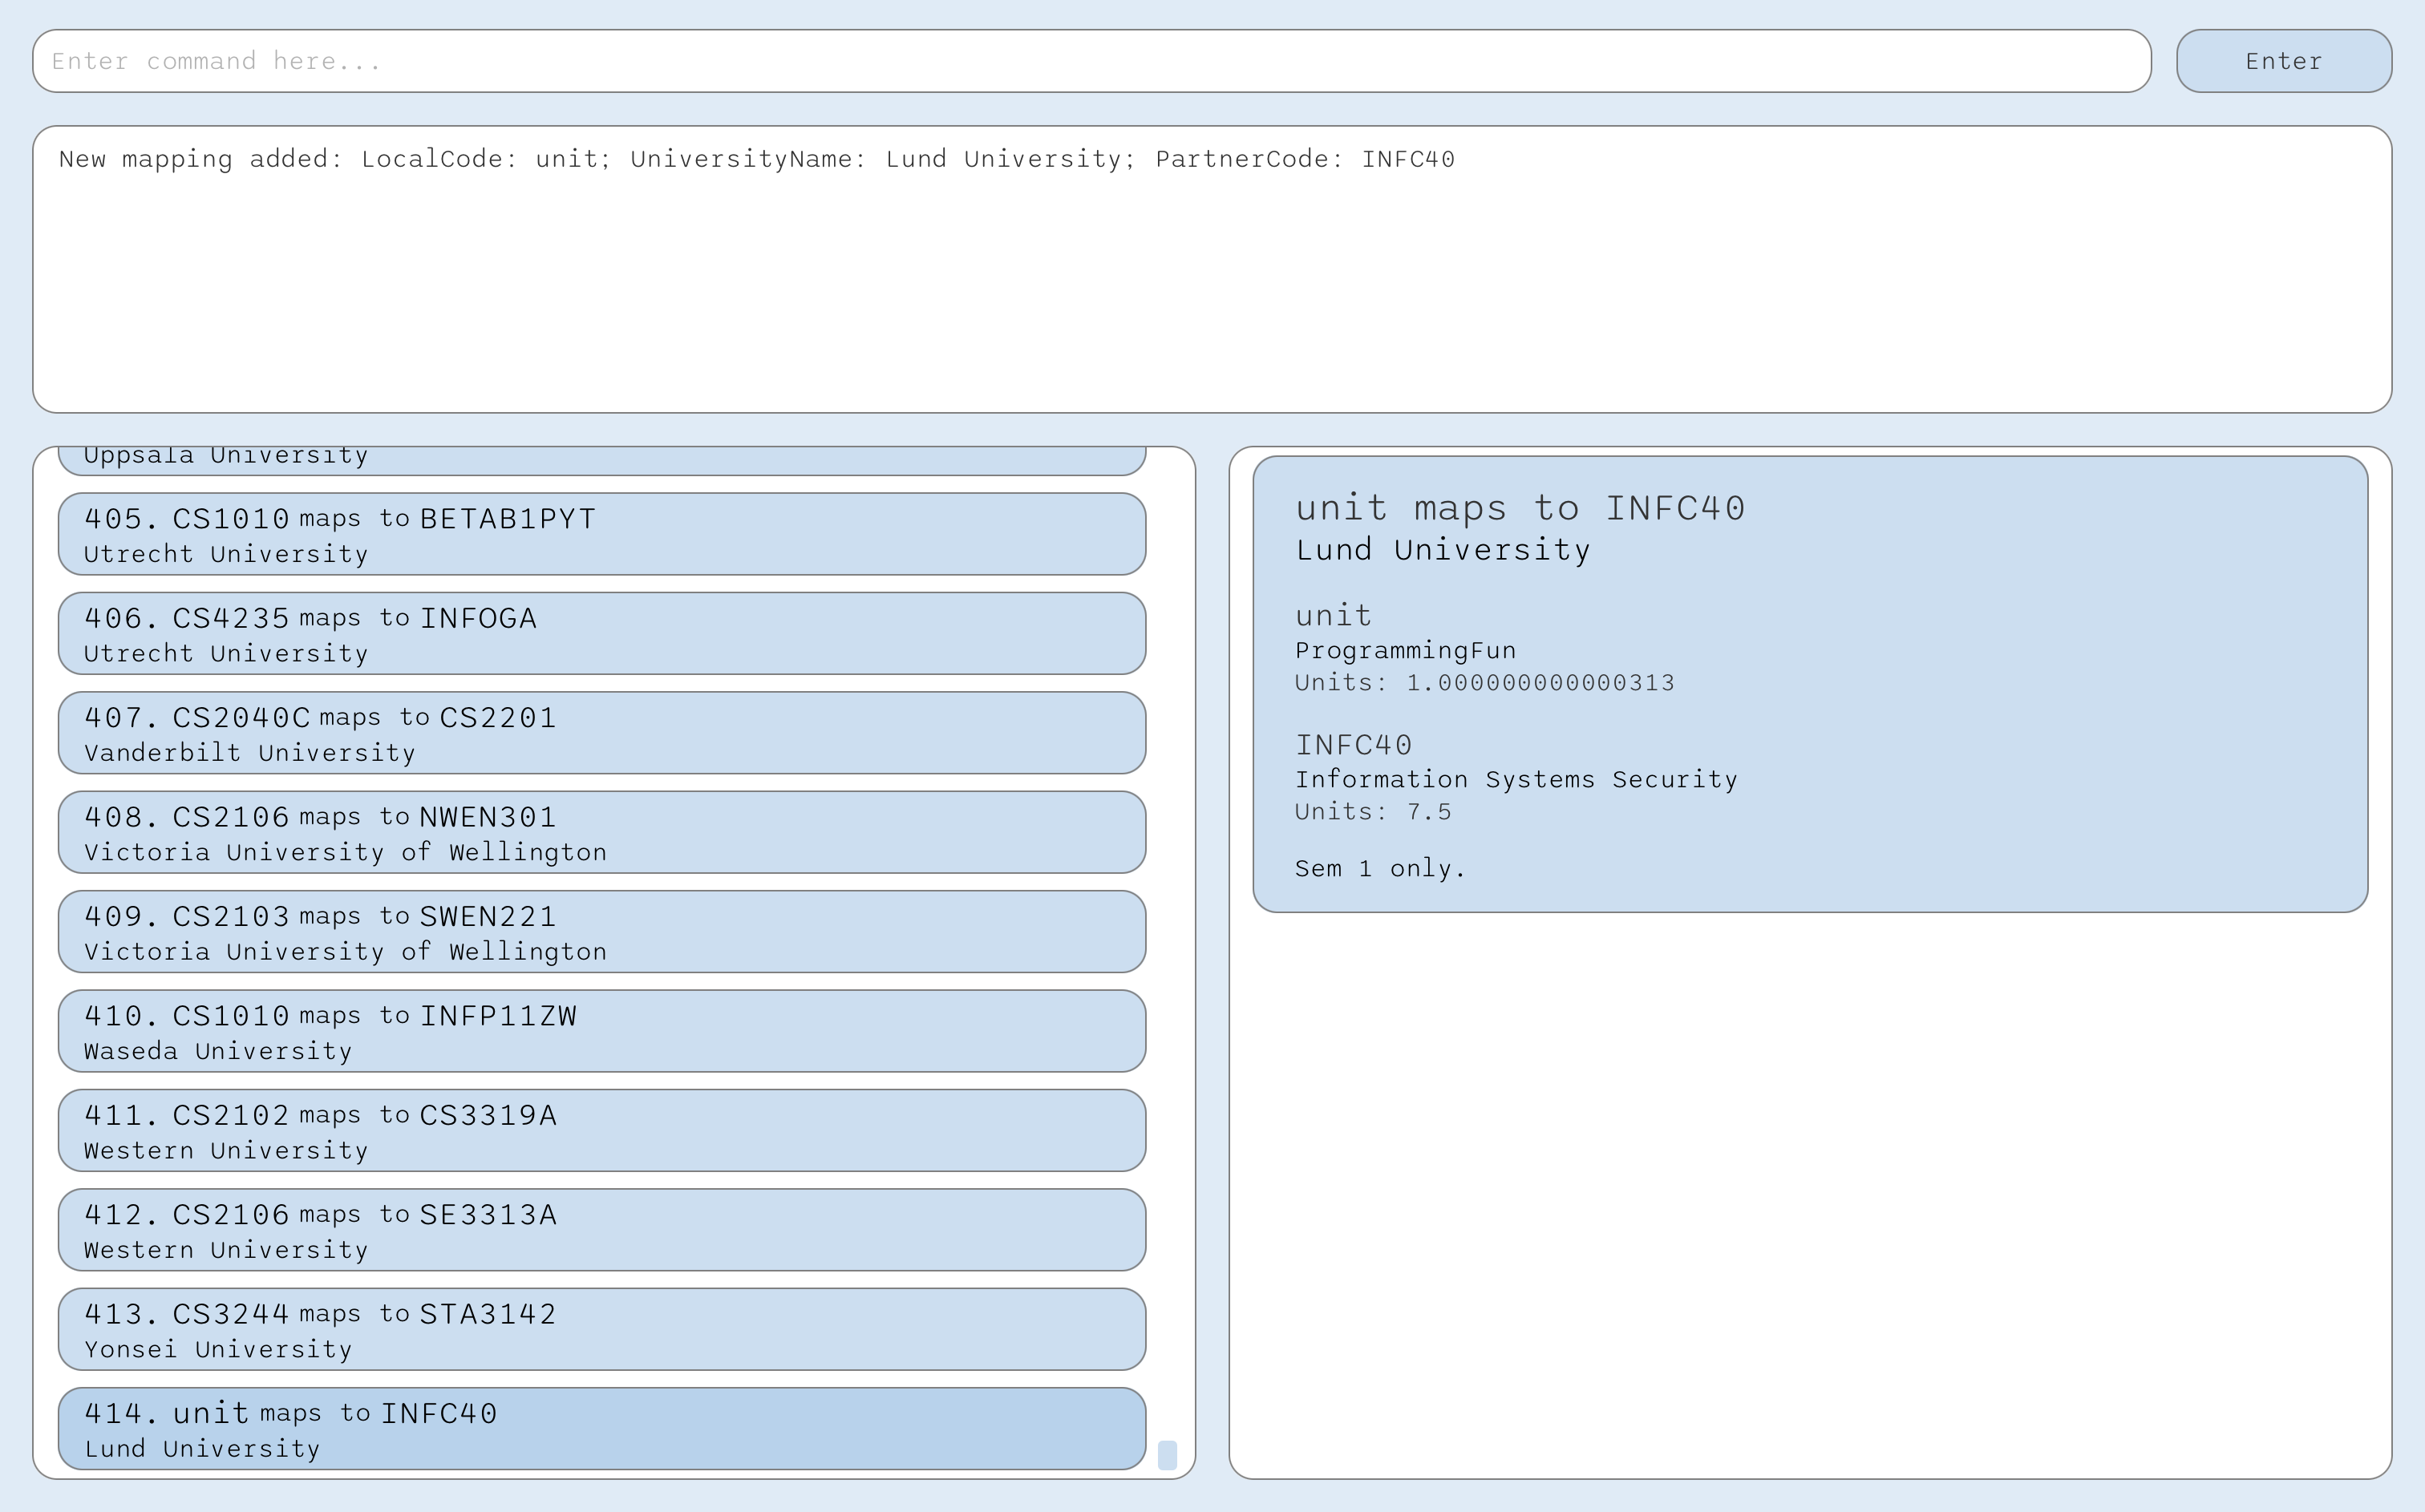 Enter command here...
Enter
New mapping added: LocalCode: unit; UniversityName: Lund University; PartnerCode: INFC40
Uppsala University
405. CS1010 maps to BETAB1PYT
Utrecht University
406. CS4235 maps to INFOGA
Utrecht University
407. CS2040C maps to CS2201
Vanderbilt University
408. CS2106 maps to NWEN301
Victoria University of Wellington
409. CS2103 maps to SWEN221
Victoria University of Wellington
410. CS1010 maps to INFP11ZW
Waseda University
411. CS2102 maps to CS3319A
Western University
412. CS2106 maps to SE3313A
Western University
413. CS3244 maps to STA3142
Yonsei University
414. unit maps to INFC40
Lund University
unit maps to INFC40
Lund University
unit
ProgrammingFun
Units: 1.000000000000313
INFC40
Information Systems Security
Units: 7.5
Sem 1 only.